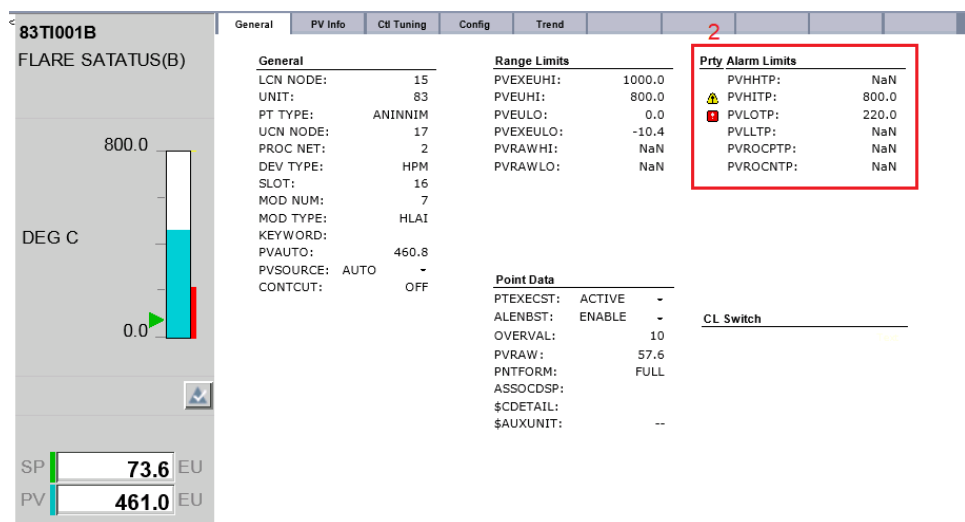 83TI001B
FLARE SATATUS(B)
800.0
DEG C
0.0
SP 73.6 EU
PV 461.0 EU
General PV Info Ctl Tuning Config Trend
2
General
LCN NODE: 15
UNIT: 83
PT TYPE: ANINNIM
UCN NODE: 17
PROC NET: 2
DEV TYPE: HPM
SLOT: 16
MOD NUM: 7
MOD TYPE: HLAI
KEYWORD:
PVAUTO: 460.8
PVSOURCE: AUTO
CONTCUT: OFF
Range Limits
PVEXEUHI: 1000.0
PVEUHI: 800.0
PVEULO: 0.0
PVEXEULO: -10.4
PVRAWHI: NaN
PVRAWLO: NaN
Point Data
PTEXECST: ACTIVE
ALENBST: ENABLE
OVERVAL: 10
PVRAW: 57.6
PNTFORM: FULL
ASSOCDSP:
$CDETAIL:
$AUXUNIT: --
Prty Alarm Limits
PVHHTP: NaN
PVHITP: 800.0
PVLOTP: 220.0
PVLLTP: NaN
PVROCPTP: NaN
PVROCNTP: NaN
CL Switch